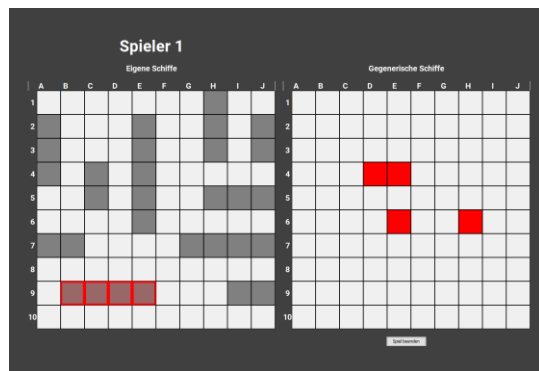 Spieler 1
Eigene Schiffe
Gegenerische Schiffe
A B C D E F G H I J
A B C D E F G H I J
1 1
2 2
3 3
4 4
5 5
6 6
7 7
8 8
9 9
10 10
Spiel beenden